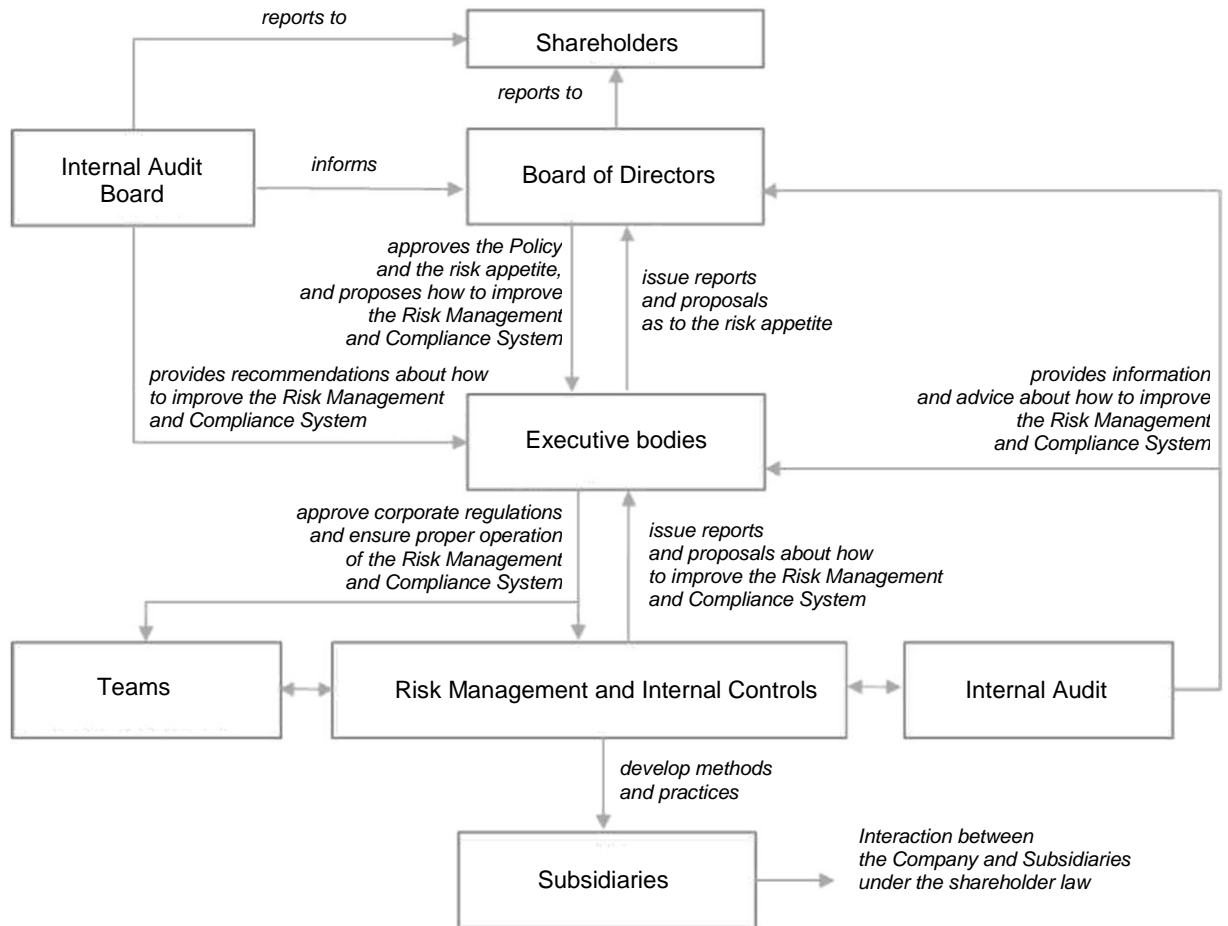 reports to
Shareholders
reports to
Internal Audit
Board
informs
Board of Directors
approves the Policy
and the risk appetite,
and proposes how to improve
the Risk Management
and Compliance System
issue reports
and proposals
as to the risk appetite
provides recommendations about how
to improve the Risk Management
and Compliance System
provides information
and advice about how to improve
the Risk Management
and Compliance System
Executive bodies
approve corporate regulations
and ensure proper operation
of the Risk Management
and Compliance System
issue reports
and proposals about how
to improve the Risk Management
and Compliance System
Teams
Risk Management and Internal Controls
Internal Audit
develop methods
and practices
Subsidiaries
Interaction between
the Company and Subsidiaries
under the shareholder law